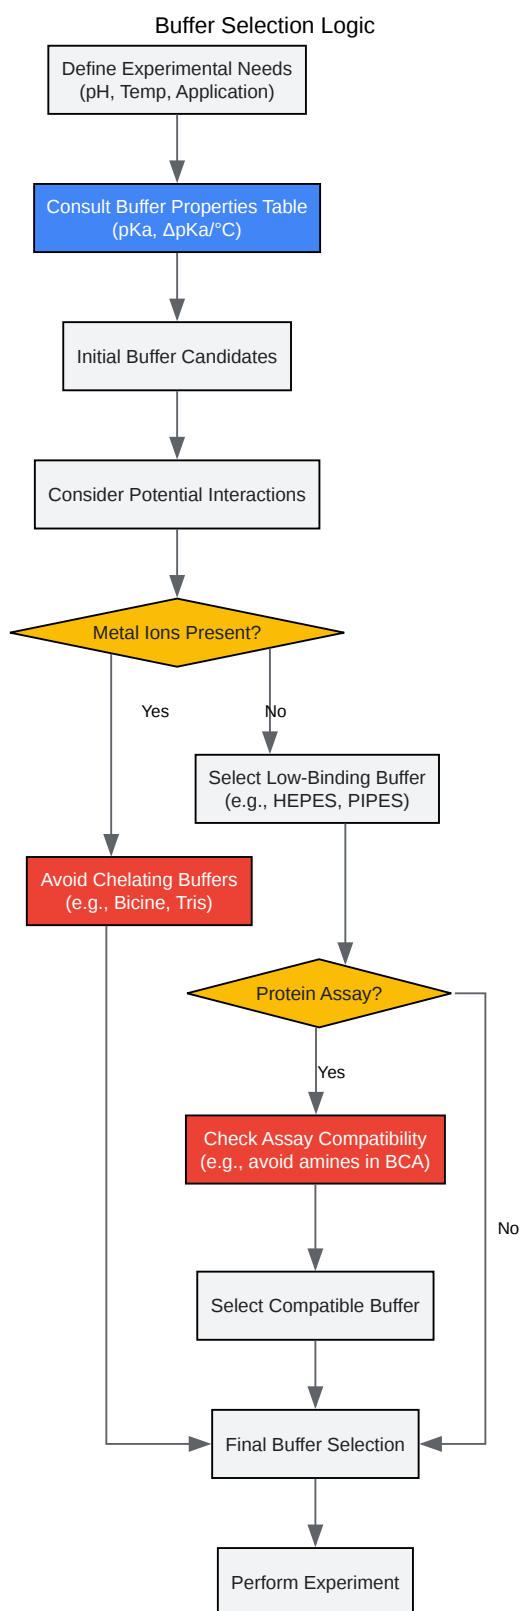 Buffer Selection Logic
Define Experimental Needs
(pH, Temp, Application)
Consult Buffer Properties Table
(pKa, ΔpKa/°C)
Initial Buffer Candidates
Consider Potential Interactions
Metal Ions Present?
Yes
No
Select Low-Binding Buffer
(e.g., HEPES, PIPES)
Avoid Chelating Buffers
(e.g., Bicine, Tris)
Protein Assay?
Yes
Check Assay Compatibility
(e.g., avoid amines in BCA)
No
Select Compatible Buffer
Final Buffer Selection
Perform Experiment